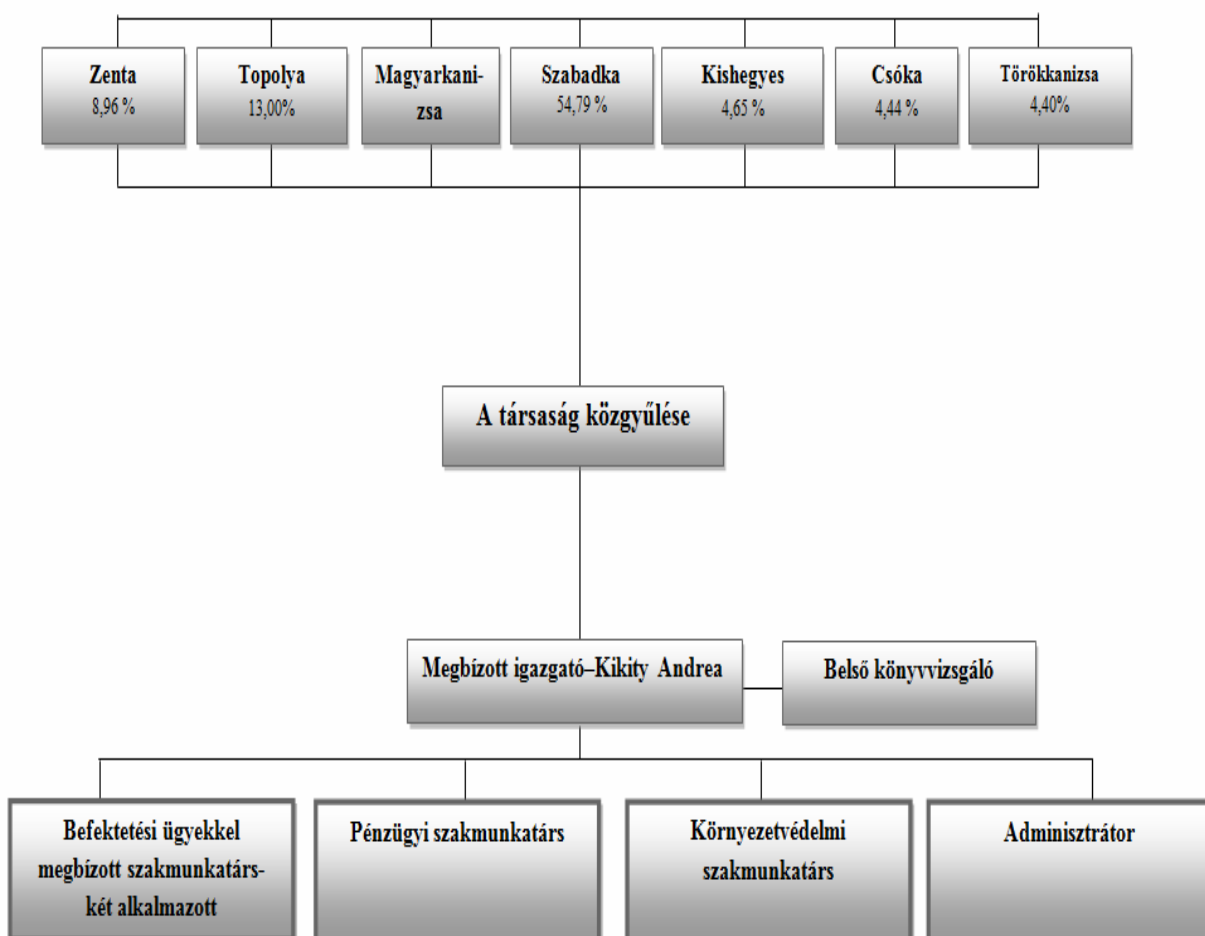 Zenta
8,96 %
Topolya
13,00%
Magyarkani-
zsa
Szabadka
54,79 %
Kishegyes
4,65 %
Csóka
4,44 %
Törökkanizsa
4,40%
A társaság közgyűlése
Megbízott igazgató–Kikity Andrea
Belső könyvvizsgáló
Befektetési ügyekkel
megbízott szakmunkatárs-
két alkalmazott
Pénzügyi szakmunkatárs
Környezetvédelmi
szakmunkatárs
Adminisztrátor